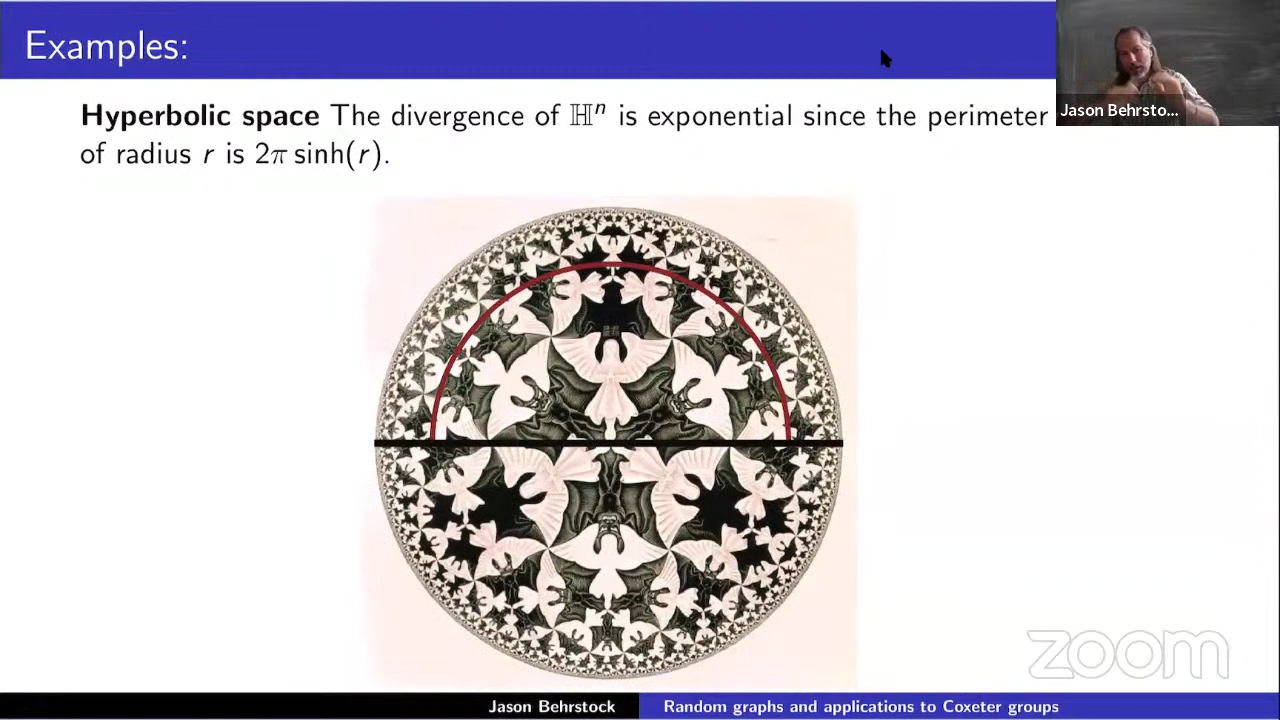 Examples:
Hyperbolic space The divergence of ℍⁿ is exponential since the perimeter
of radius r is 2π sinh(r).
Jason Behrsto...
zoom
Jason Behrstock
Random graphs and applications to Coxeter groups